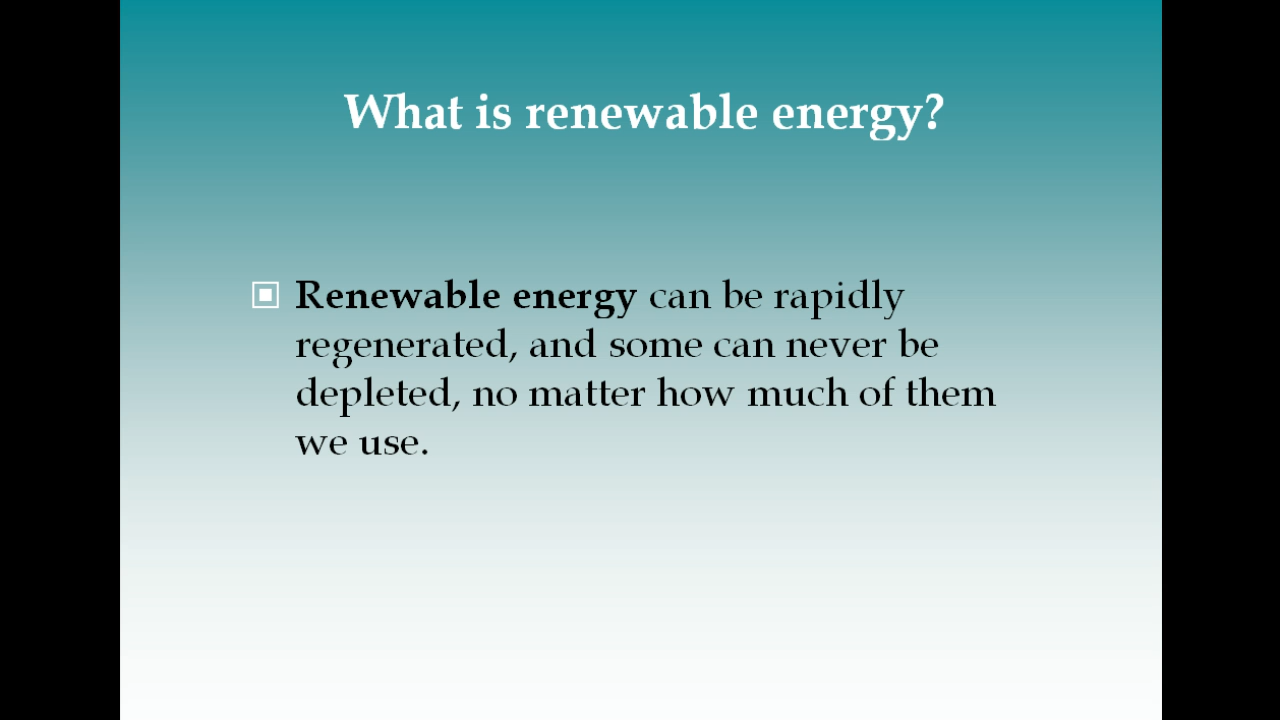 What is renewable energy?
Renewable energy can be rapidly
regenerated, and some can never be
depleted, no matter how much of them
we use.